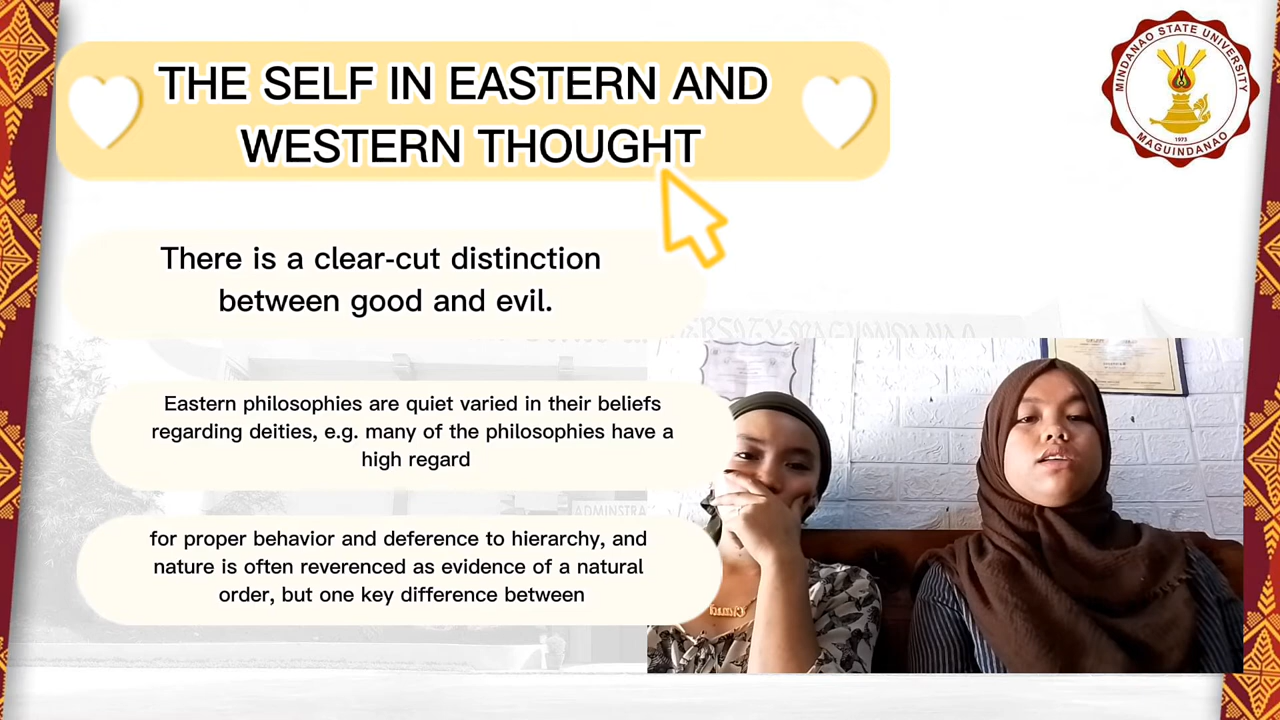 THE SELF IN EASTERN AND
WESTERN THOUGHT
There is a clear-cut distinction
between good and evil.
Eastern philosophies are quiet varied in their beliefs
regarding deities, e.g. many of the philosophies have a
high regard
for proper behavior and deference to hierarchy, and
nature is often reverenced as evidence of a natural
order, but one key difference between
MINDANAO STATE UNIVERSITY
1973
MAGUINDANAO